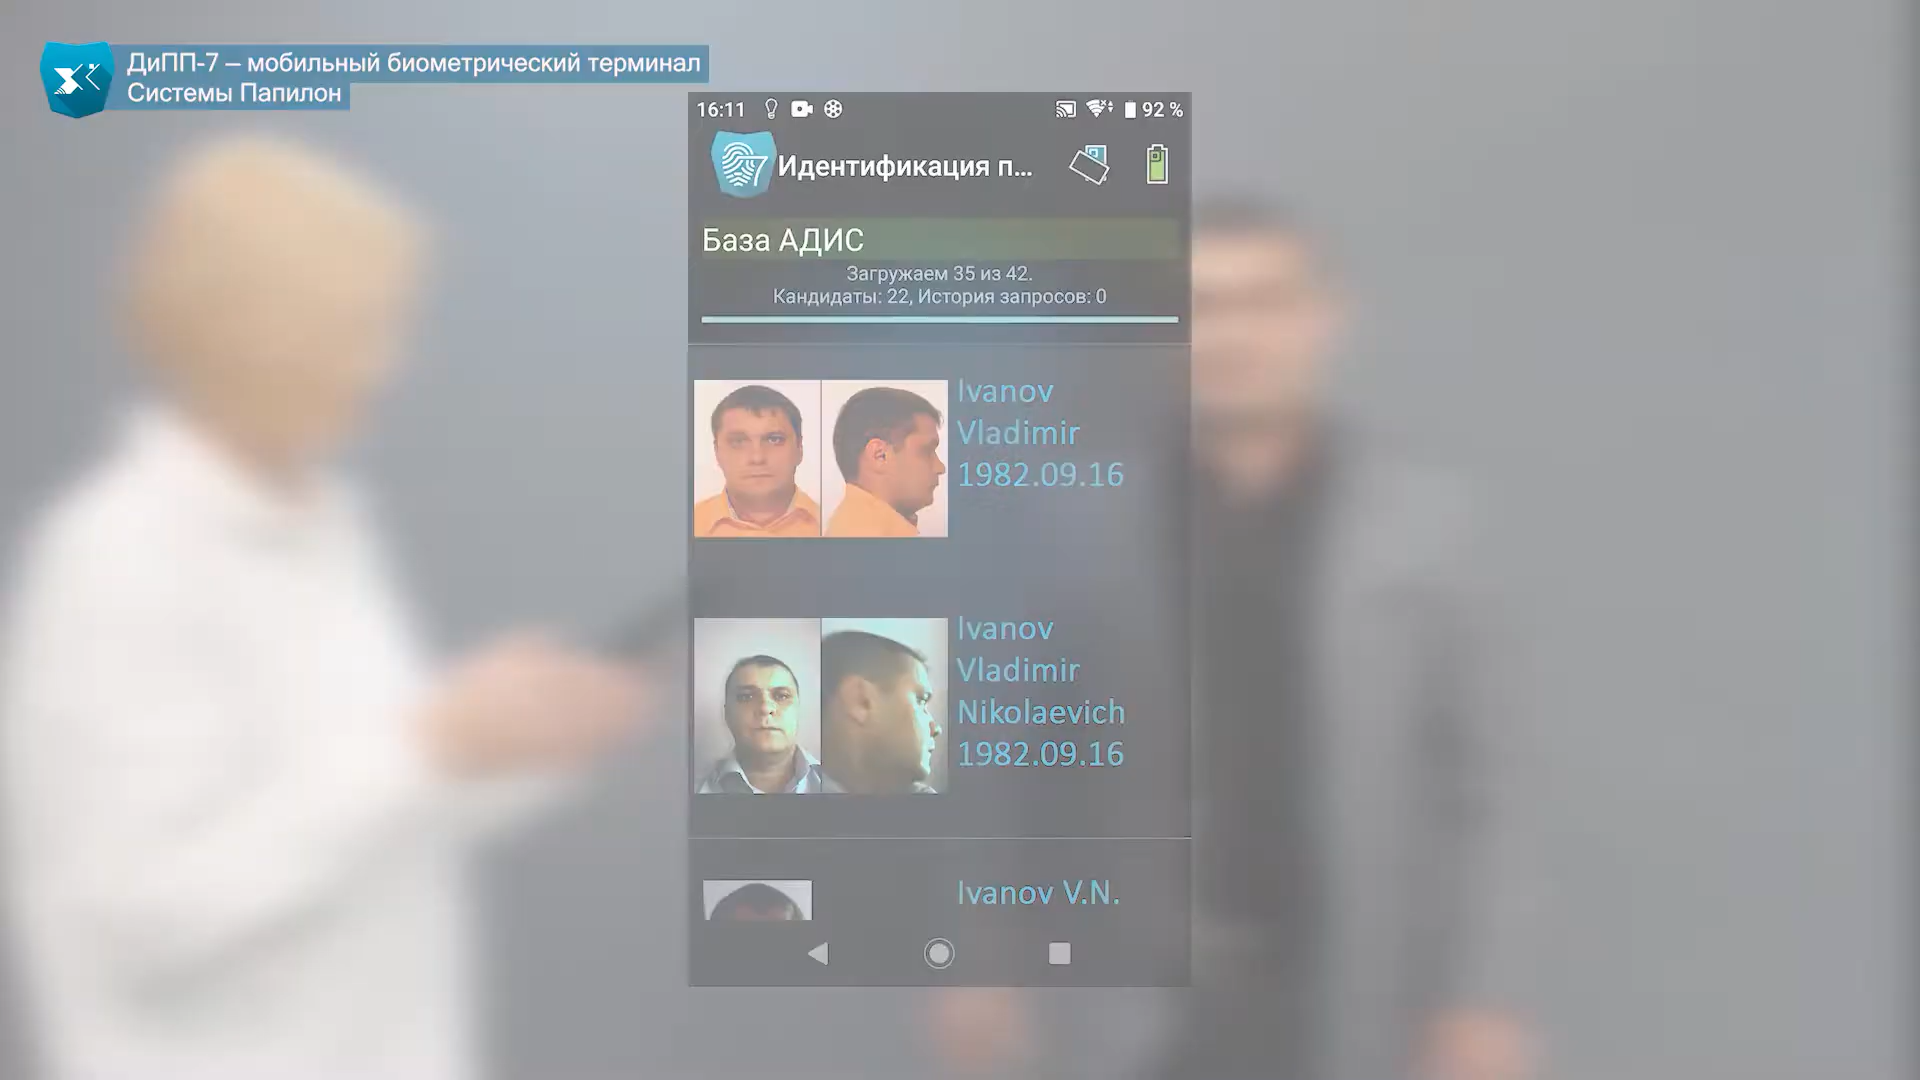 ДиПП-7 – мобильный биометрический терминал
Системы Папилон
16:11
92 %
Идентификация п...
База АДИС
Загружаем 35 из 42.
Кандидаты: 22, История запросов: 0
Ivanov
Vladimir
1982.09.16
Ivanov
Vladimir
Nikolaevich
1982.09.16
Ivanov V.N.